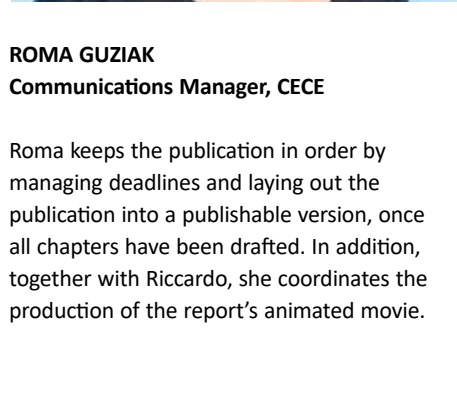 ROMA GUZIAK
Communications Manager, CECE
Roma keeps the publication in order by
managing deadlines and laying out the
publication into a publishable version, once
all chapters have been drafted. In addition,
together with Riccardo, she coordinates the
production of the report’s animated movie.